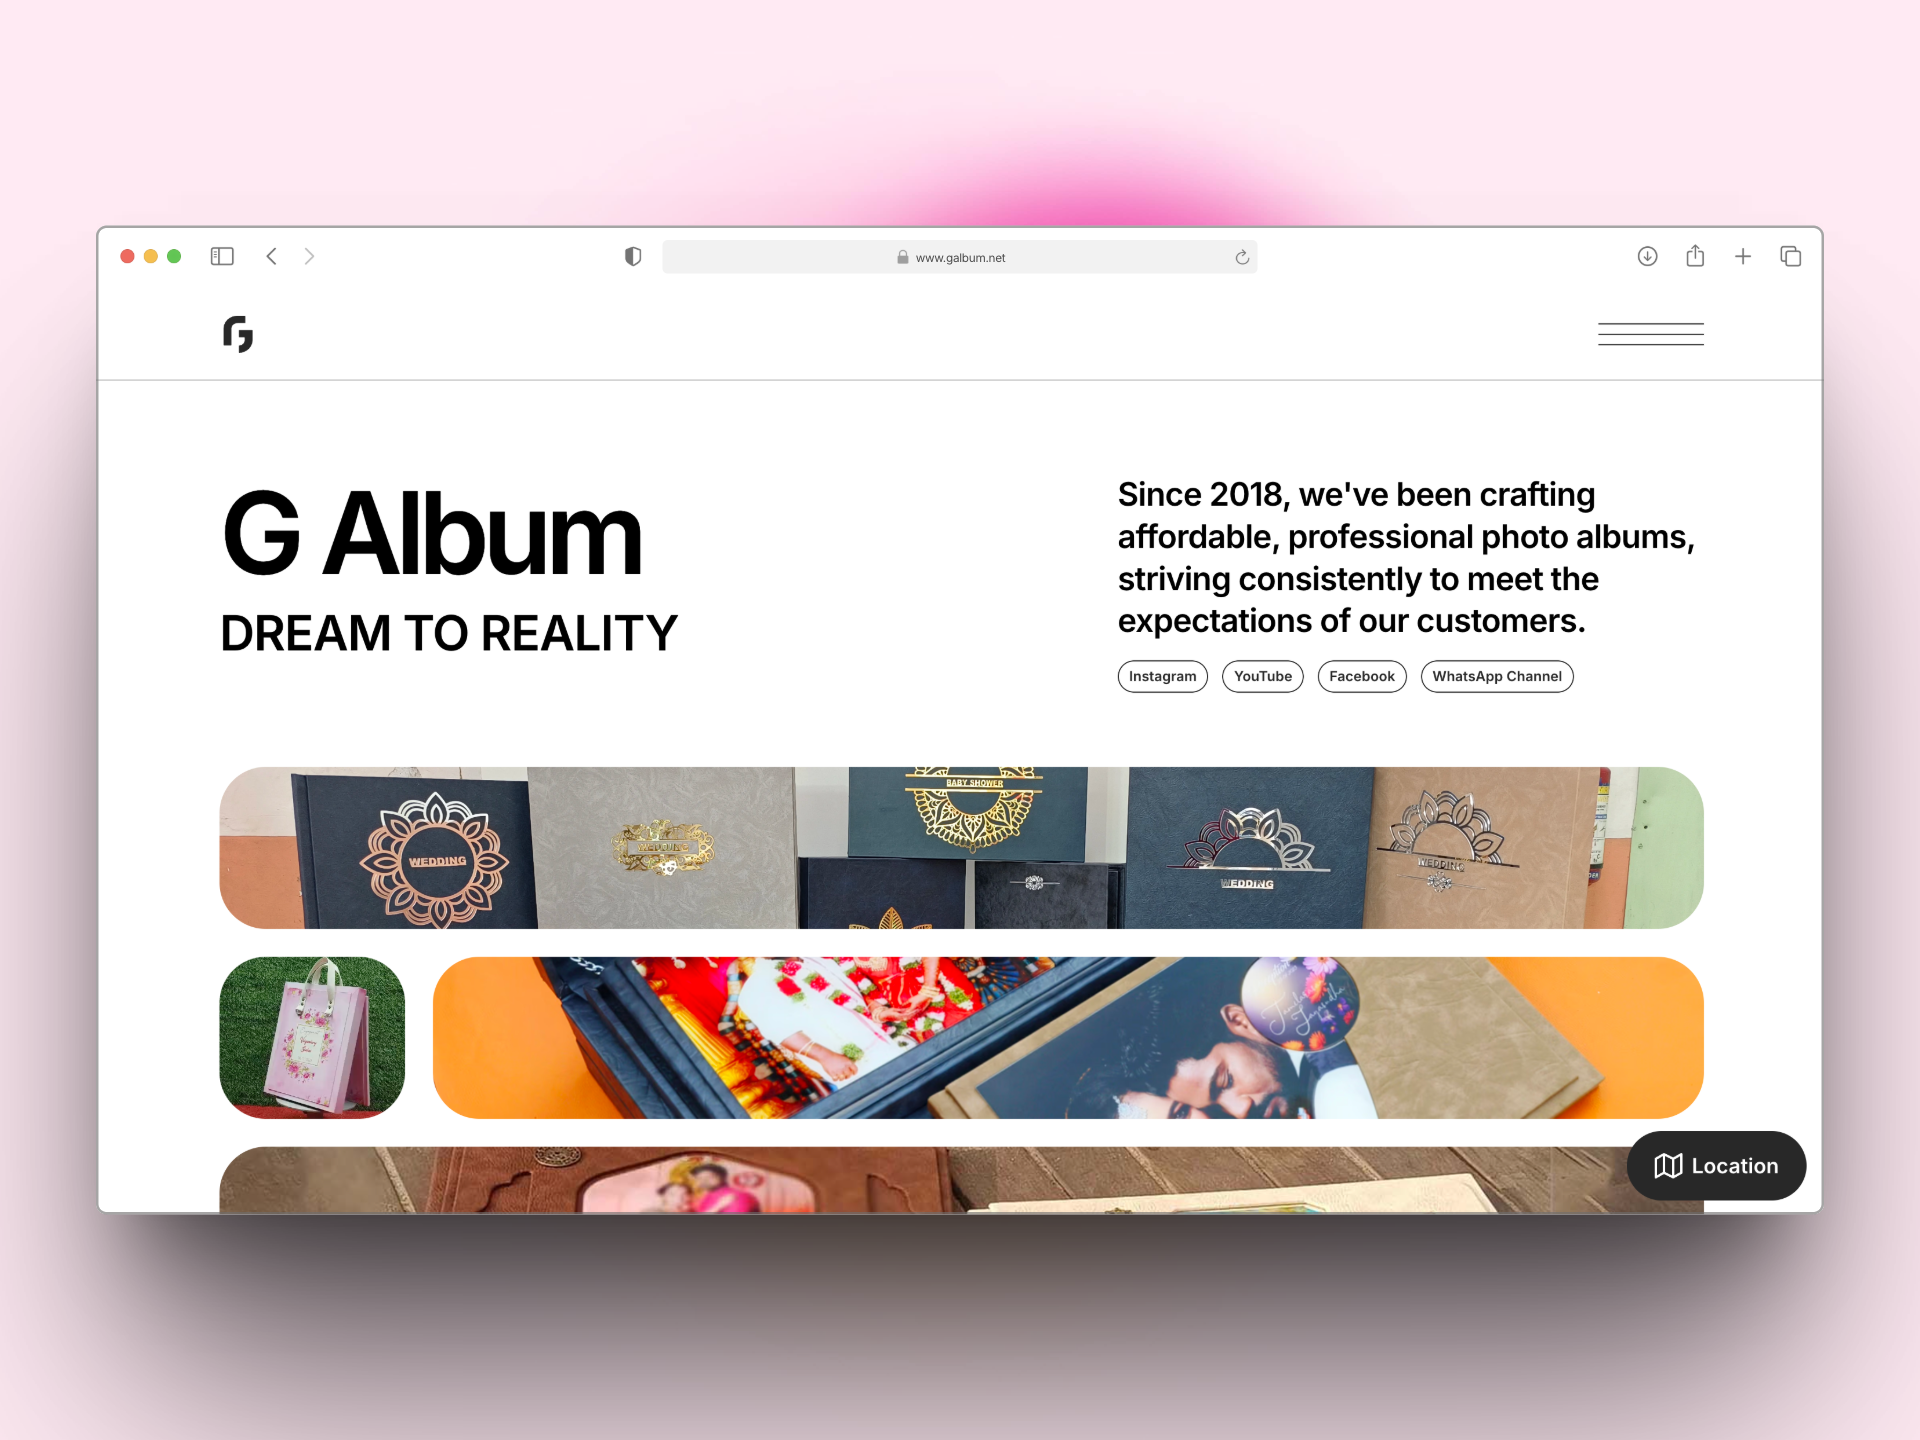 www.galbum.net
G Album
DREAM TO REALITY
Since 2018, we've been crafting
affordable, professional photo albums,
striving consistently to meet the
expectations of our customers.
Instagram
YouTube
Facebook
WhatsApp Channel
BABY SHOWER
WEDDING
WEDDING
WEDDING
WEDDING
Location